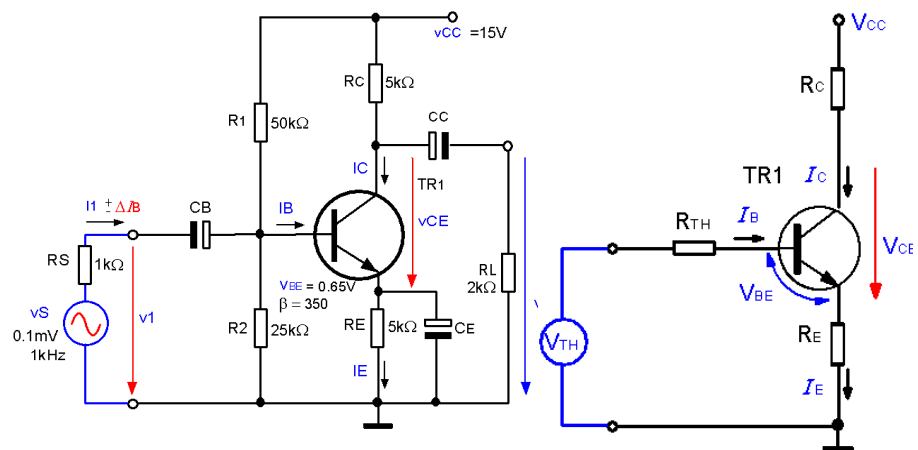 vCC =15V
RC
5kΩ
R1
50kΩ
CC
IC
TR1
I1 ± ΔIB
CB
IB
vCE
RS
1kΩ
RL
2kΩ
VBE = 0.65V
β = 350
vS
0.1mV
1kHz
v1
R2
25kΩ
RE
5kΩ
CE
IE
VCC
RC
TR1
IC
RTH
IB
VCE
VBE
VTH
RE
IE